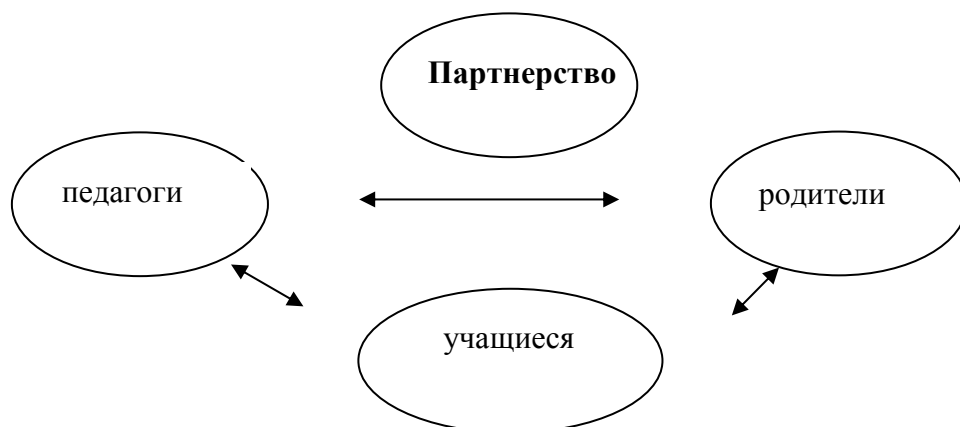 Партнерство
педагоги
родители
учащиеся